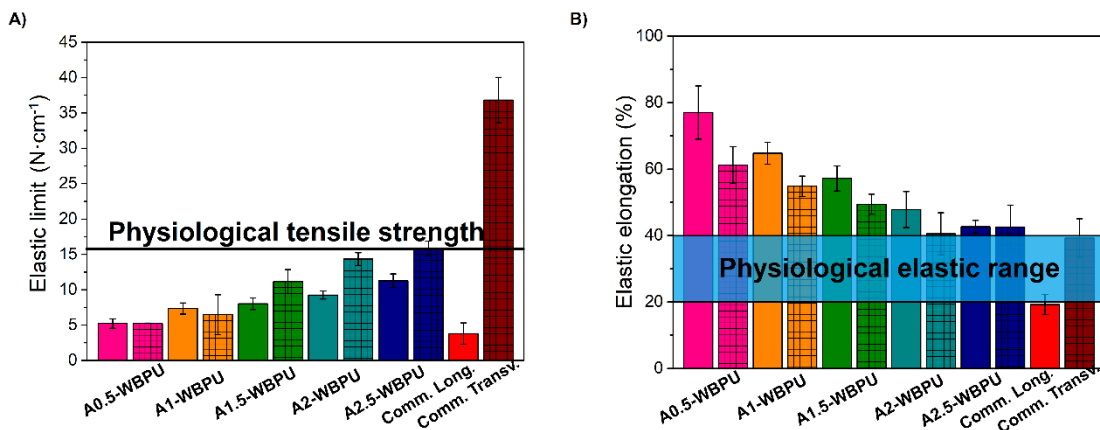 A)
Elastic limit (N·cm⁻¹)
45
40
35
30
25
20
15
10
5
0
Physiological tensile strength
A0.5-WBPU
A1-WBPU
A1.5-WBPU
A2-WBPU
A2.5-WBPU
Comm. Long.
Comm. Transv.
B)
Elastic elongation (%)
100
80
60
40
20
0
Physiological elastic range
A0.5-WBPU
A1-WBPU
A1.5-WBPU
A2-WBPU
A2.5-WBPU
Comm. Long.
Comm. Transv.